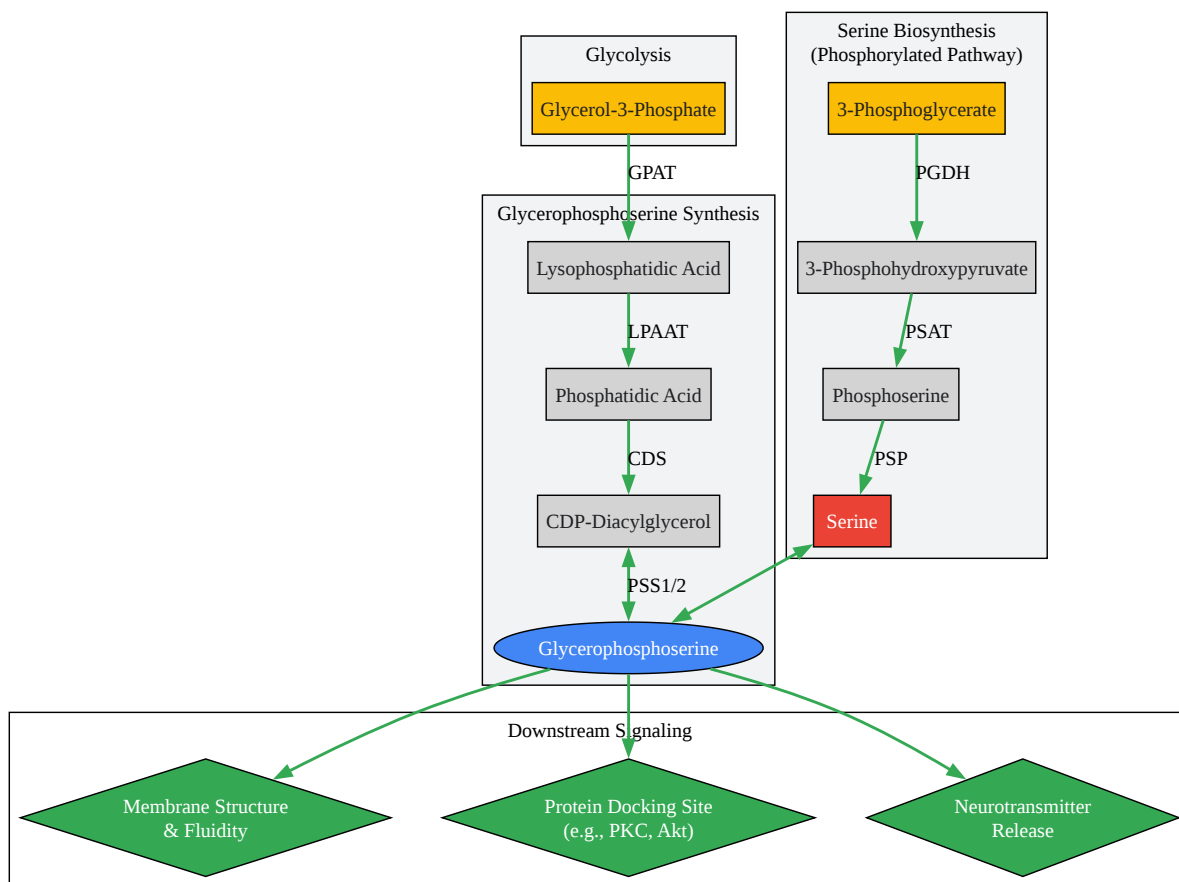 Glycolysis
Glycerol-3-Phosphate
GPAT
Glycerophosphoserine Synthesis
Lysophosphatidic Acid
LPAAT
Phosphatidic Acid
CDS
CDP-Diacylglycerol
PSS1/2
Glycerophosphoserine
Serine Biosynthesis
(Phosphorylated Pathway)
3-Phosphoglycerate
PGDH
3-Phosphohydroxypyruvate
PSAT
Phosphoserine
PSP
Serine
Downstream Signaling
Membrane Structure
& Fluidity
Protein Docking Site
(e.g., PKC, Akt)
Neurotransmitter
Release